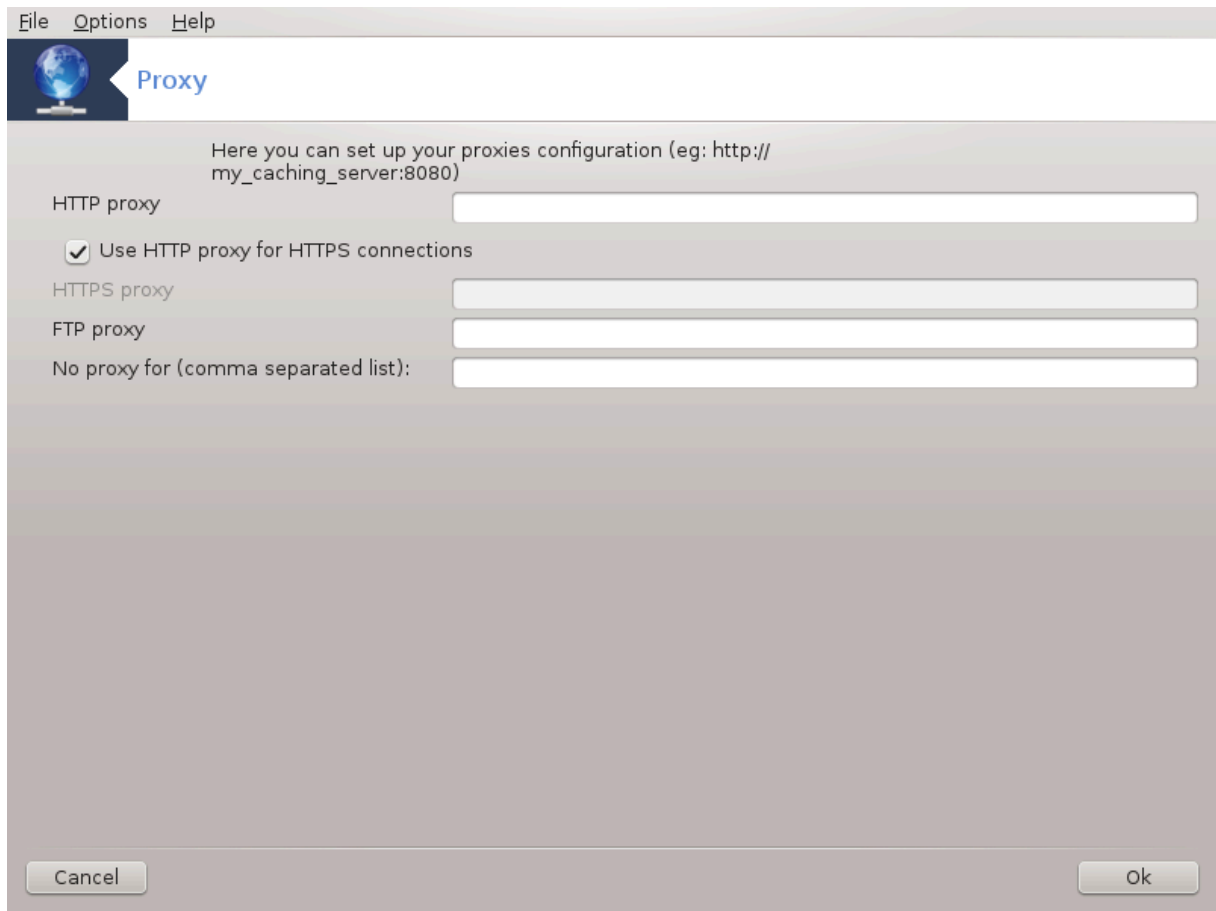 File Options Help
Proxy
Here you can set up your proxies configuration (eg: http://
my_caching_server:8080)
HTTP proxy
Use HTTP proxy for HTTPS connections
HTTPS proxy
FTP proxy
No proxy for (comma separated list):
Cancel Ok